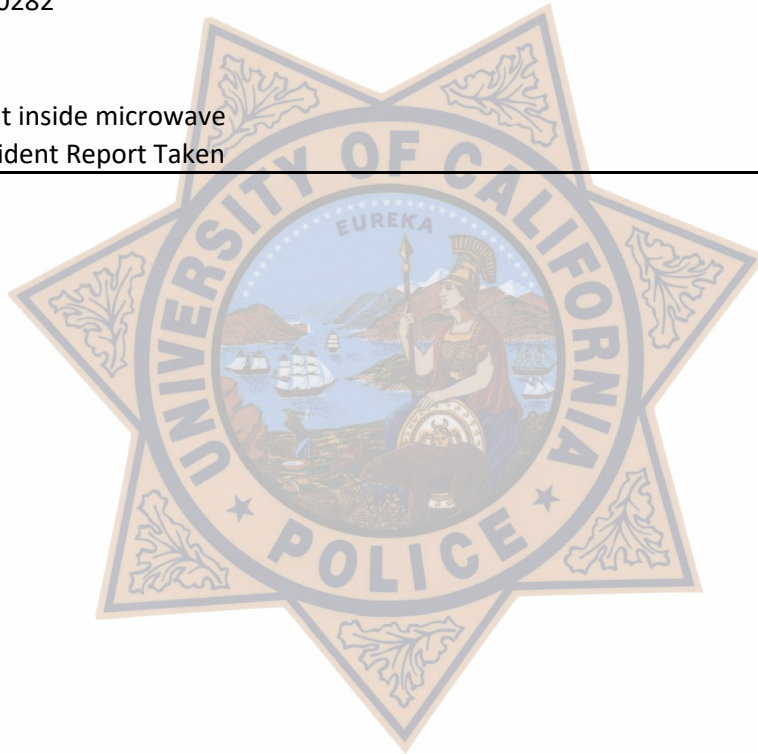 0282
t inside microwave
ident Report Taken
UNIVERSITY OF CALIFORNIA
EUREKA
POLICE